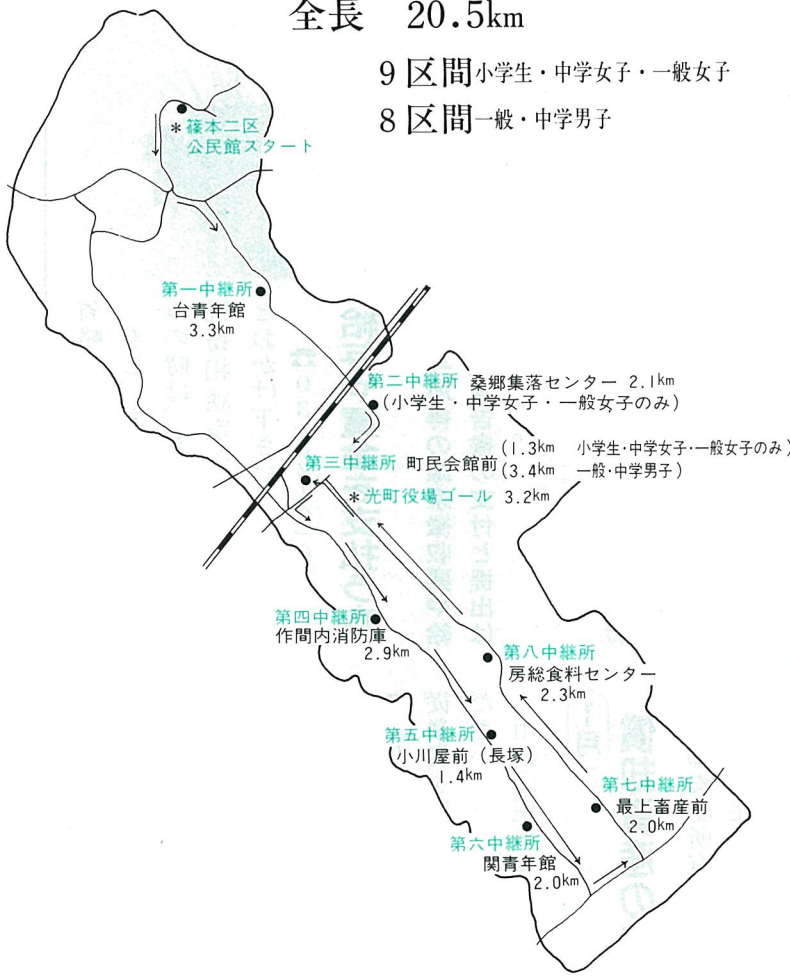 全長 20.5km
9区間小学生・中学女子・一般女子
8区間一般・中学男子
*篠本二区
公民館スタート
第一中継所
台青年館
3.3km
第二中継所 桑郷集落センター 2.1km
(小学生・中学女子・一般女子のみ)
第三中継所 町民会館前
(1.3km 小学生・中学女子・一般女子のみ)
(3.4km 一般・中学男子)
*光町役場ゴール 3.2km
第四中継所
作間内消防庫
2.9km
第八中継所
房総食料センター
2.3km
第五中継所
小川屋前(長塚)
1.4km
第七中継所
最上畜産前
2.0km
第六中継所
関青年館
2.0km